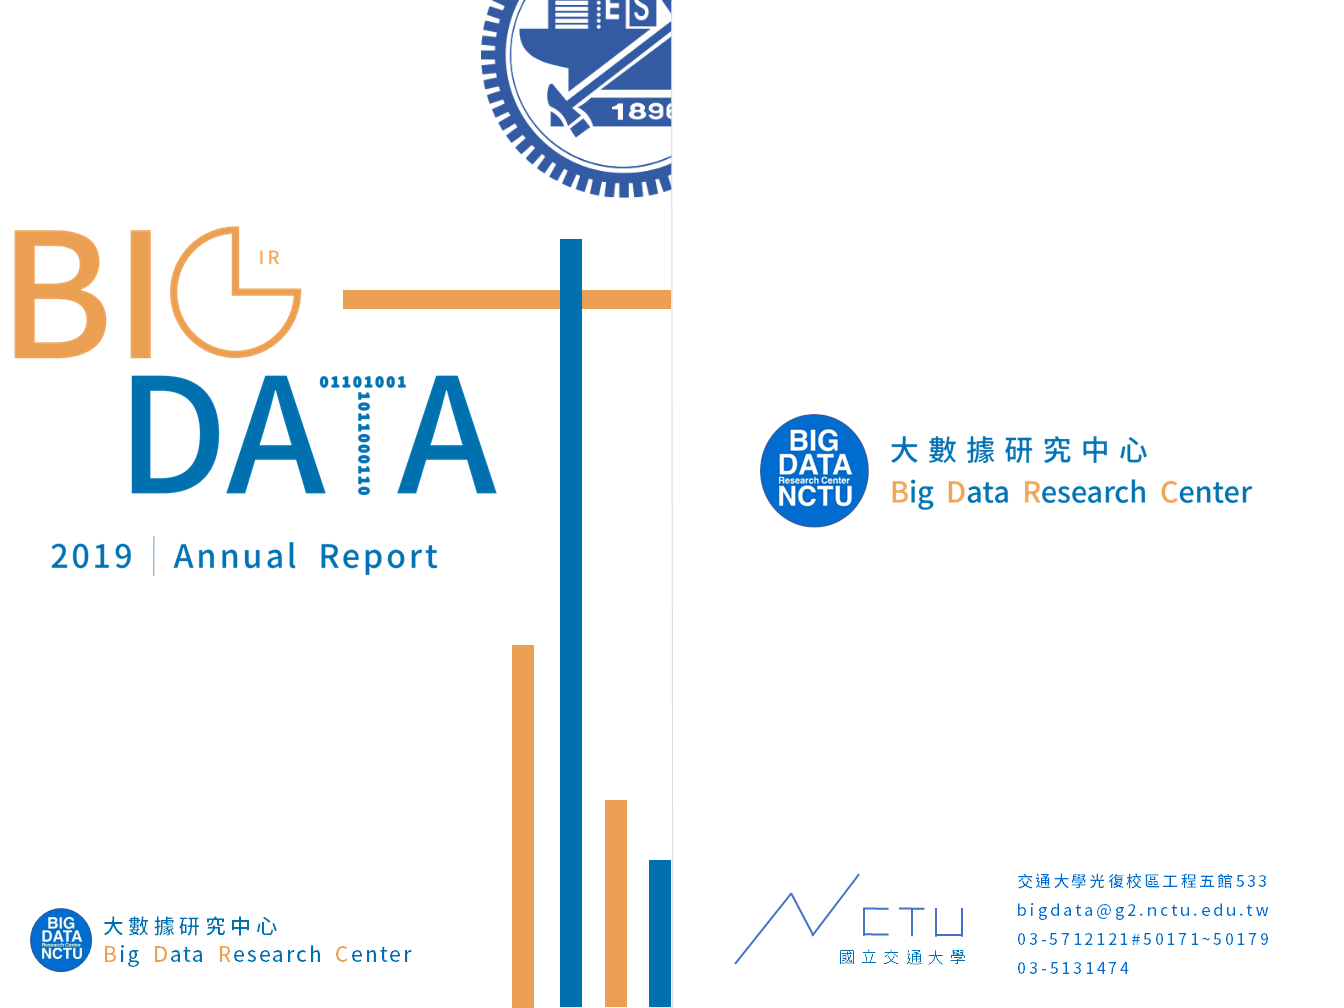 ES
1896
BIG
IR
DATA
01101001
1011000110
2019 Annual Report
BIG
DATA
Research Center
NCTU
大數據研究中心
Big Data Research Center
BIG
DATA
Research Center
NCTU
大數據研究中心
Big Data Research Center
NCTU
國立交通大學
交通大學光復校區工程五館533
bigdata@g2.nctu.edu.tw
03-5712121#50171~50179
03-5131474